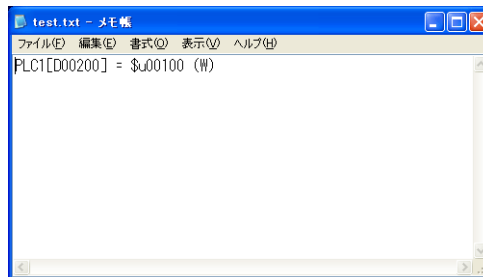 test.txt - メモ帳
ファイル(F) 編集(E) 書式(O) 表示(V) ヘルプ(H)
PLC1[D00200] = $u00100 (W)